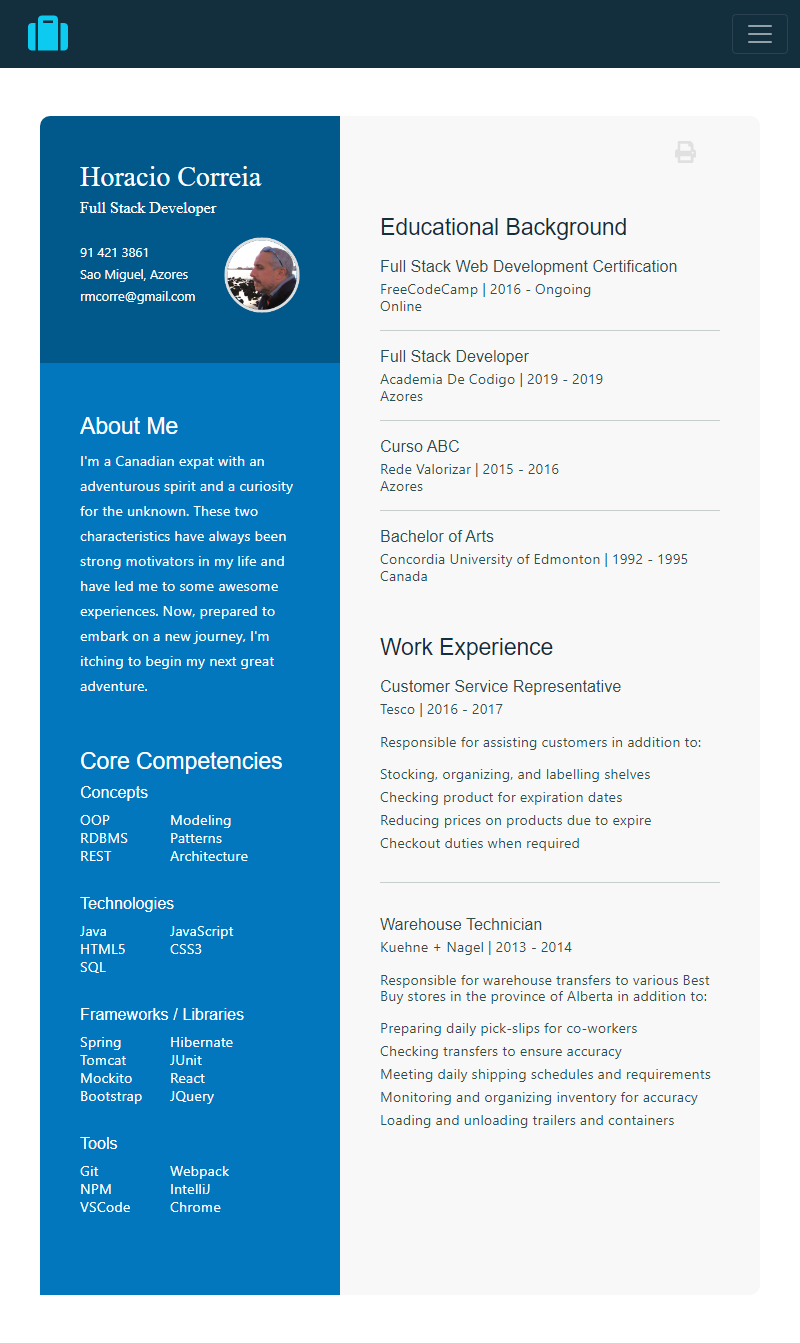 Horacio Correia
Full Stack Developer
91 421 3861
Sao Miguel, Azores
rmcorre@gmail.com
About Me
I'm a Canadian expat with an
adventurous spirit and a curiosity
for the unknown. These two
characteristics have always been
strong motivators in my life and
have led me to some awesome
experiences. Now, prepared to
embark on a new journey, I'm
itching to begin my next great
adventure.
Core Competencies
Concepts
OOP Modeling
RDBMS Patterns
REST Architecture
Technologies
Java JavaScript
HTML5 CSS3
SQL
Frameworks / Libraries
Spring Hibernate
Tomcat JUnit
Mockito React
Bootstrap JQuery
Tools
Git Webpack
NPM IntelliJ
VSCode Chrome
Educational Background
Full Stack Web Development Certification
FreeCodeCamp | 2016 - Ongoing
Online
Full Stack Developer
Academia De Codigo | 2019 - 2019
Azores
Curso ABC
Rede Valorizar | 2015 - 2016
Azores
Bachelor of Arts
Concordia University of Edmonton | 1992 - 1995
Canada
Work Experience
Customer Service Representative
Tesco | 2016 - 2017
Responsible for assisting customers in addition to:
Stocking, organizing, and labelling shelves
Checking product for expiration dates
Reducing prices on products due to expire
Checkout duties when required
Warehouse Technician
Kuehne + Nagel | 2013 - 2014
Responsible for warehouse transfers to various Best
Buy stores in the province of Alberta in addition to:
Preparing daily pick-slips for co-workers
Checking transfers to ensure accuracy
Meeting daily shipping schedules and requirements
Monitoring and organizing inventory for accuracy
Loading and unloading trailers and containers